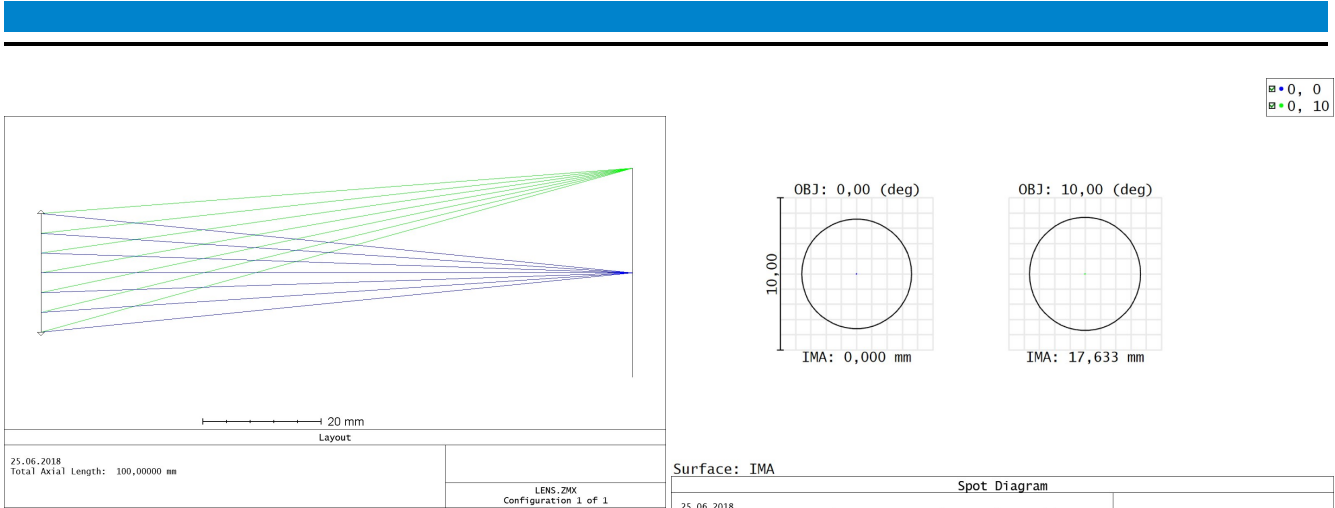 0, 0
0, 10
20 mm
Layout
25.06.2018
Total Axial Length: 100,00000 mm
LENS.ZMX
Configuration 1 of 1
OBJ: 0,00 (deg)
OBJ: 10,00 (deg)
10,00
IMA: 0,000 mm
IMA: 17,633 mm
Surface: IMA
Spot Diagram
25.06.2018